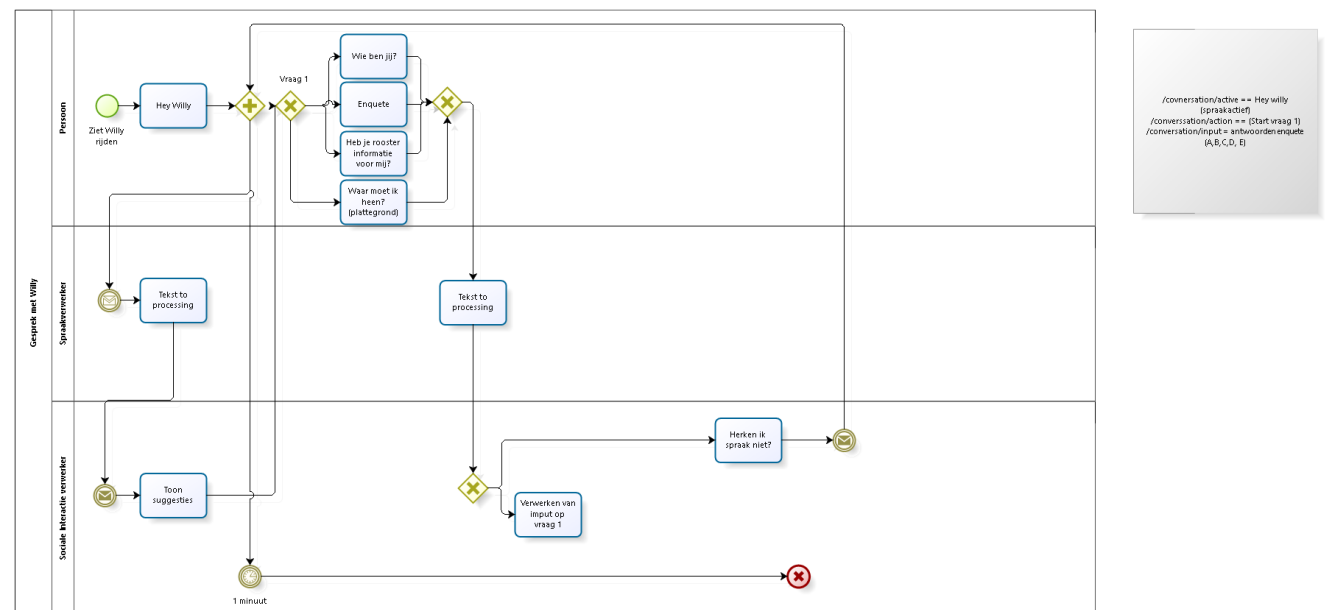 Gesprek met Willy
Persoon
Ziet Willy
rijden
Hey Willy
Vraag 1
Wie ben jij?
Enquete
Heb je rooster
informatie
voor mij?
Waar moet ik
heen?
(plattegrond)
Spraakverwerker
Tekst to
processing
Tekst to
processing
Sociale Interactie verwerker
Toon
suggesties
Herken ik
spraak niet?
Verwerken van
imput op
vraag 1
1 minuut
/covnersation/active == Hey willy
(spraakactief)
/converssation/action == (Start vraag 1)
/conversation/input = antwoorden enquete
(A,B,C,D, E)